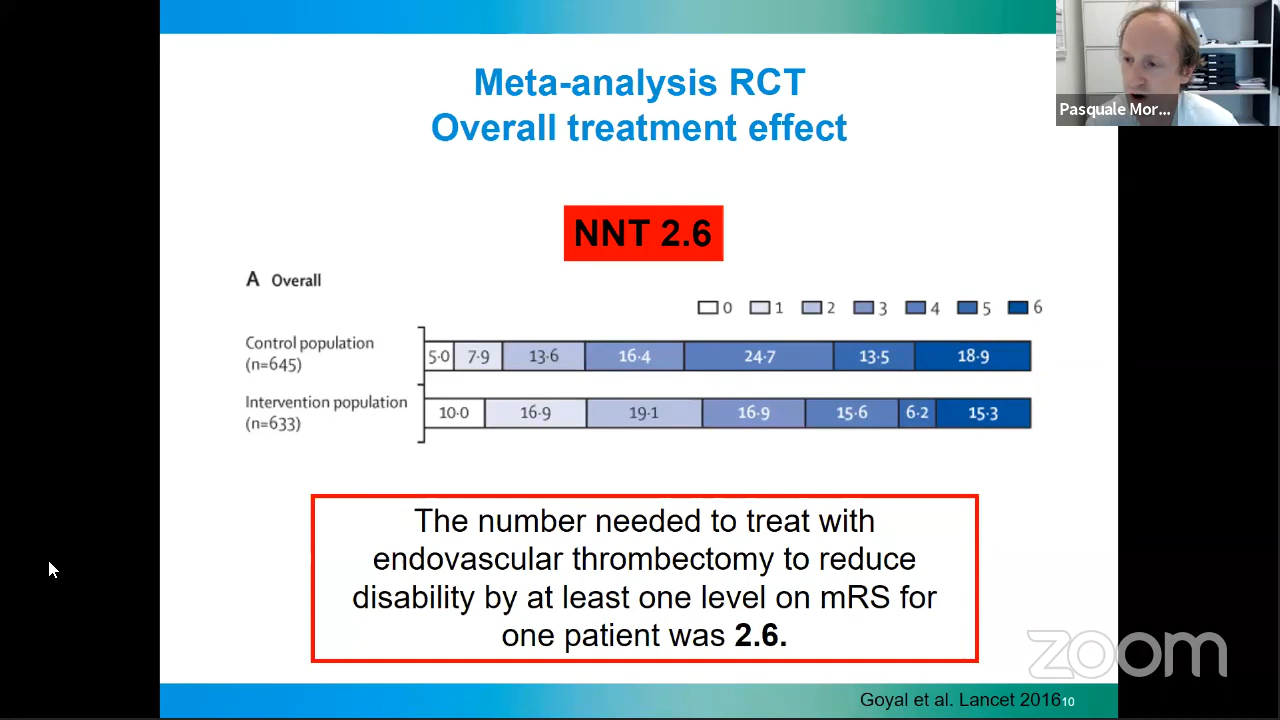 Meta-analysis RCT
Overall treatment effect
Pasquale Mor...
NNT 2.6
A Overall
0 1 2 3 4 5 6
Control population
(n=645)
5·0 7·9 13·6 16·4 24·7 13·5 18·9
Intervention population
(n=633)
10·0 16·9 19·1 16·9 15·6 6·2 15·3
The number needed to treat with
endovascular thrombectomy to reduce
disability by at least one level on mRS for
one patient was 2.6.
zoom
Goyal et al. Lancet 2016 10